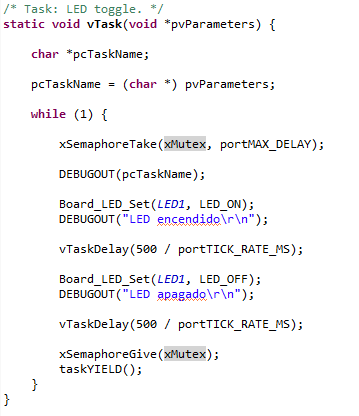 /* Task: LED toggle. */
static void vTask(void *pvParameters) {
char *pcTaskName;
pcTaskName = (char *) pvParameters;
while (1) {
xSemaphoreTake(xMutex, portMAX_DELAY);
DEBUGOUT(pcTaskName);
Board_LED_Set(LED1, LED_ON);
DEBUGOUT("LED encendido\r\n");
vTaskDelay(500 / portTICK_RATE_MS);
Board_LED_Set(LED1, LED_OFF);
DEBUGOUT("LED apagado\r\n");
vTaskDelay(500 / portTICK_RATE_MS);
xSemaphoreGive(xMutex);
taskYIELD();
}
}